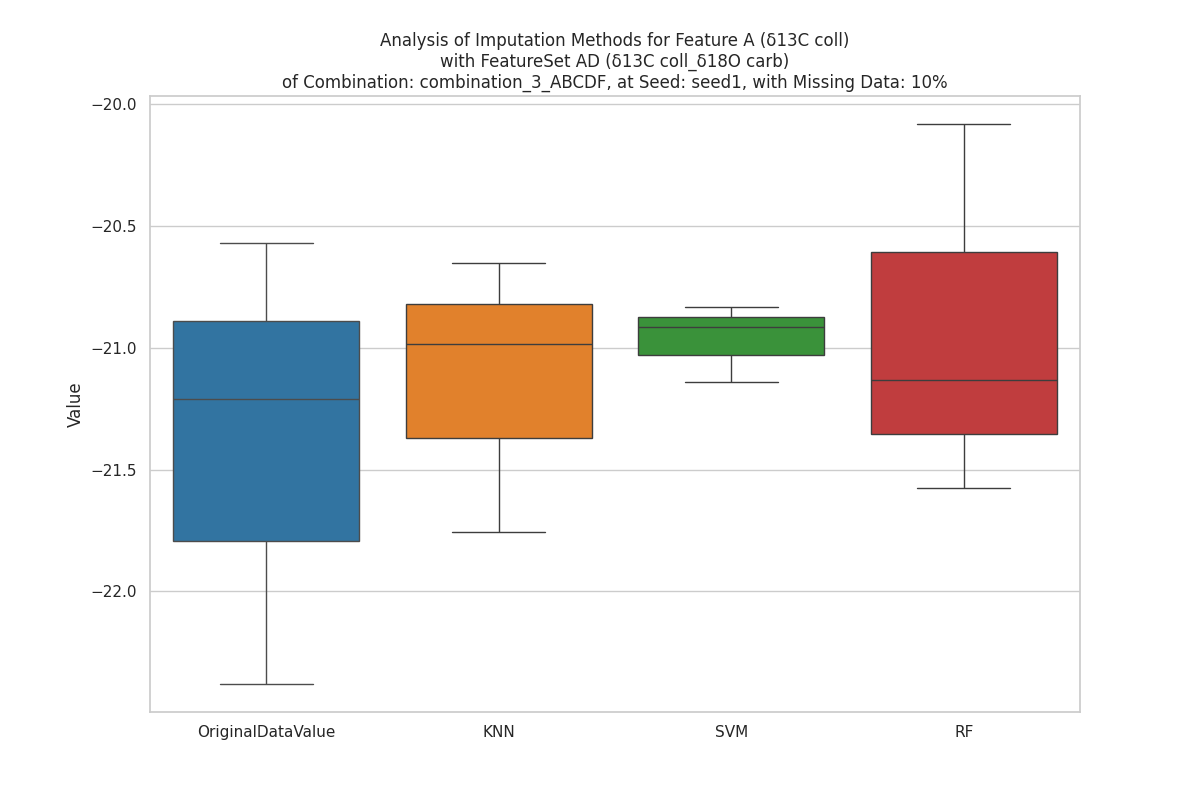 Analysis of Imputation Methods for Feature A (δ13C coll)
with FeatureSet AD (δ13C coll_δ18O carb)
of Combination: combination_3_ABCDF, at Seed: seed1, with Missing Data: 10%
−20.0
−20.5
−21.0
−21.5
−22.0
Value
OriginalDataValue
KNN
SVM
RF